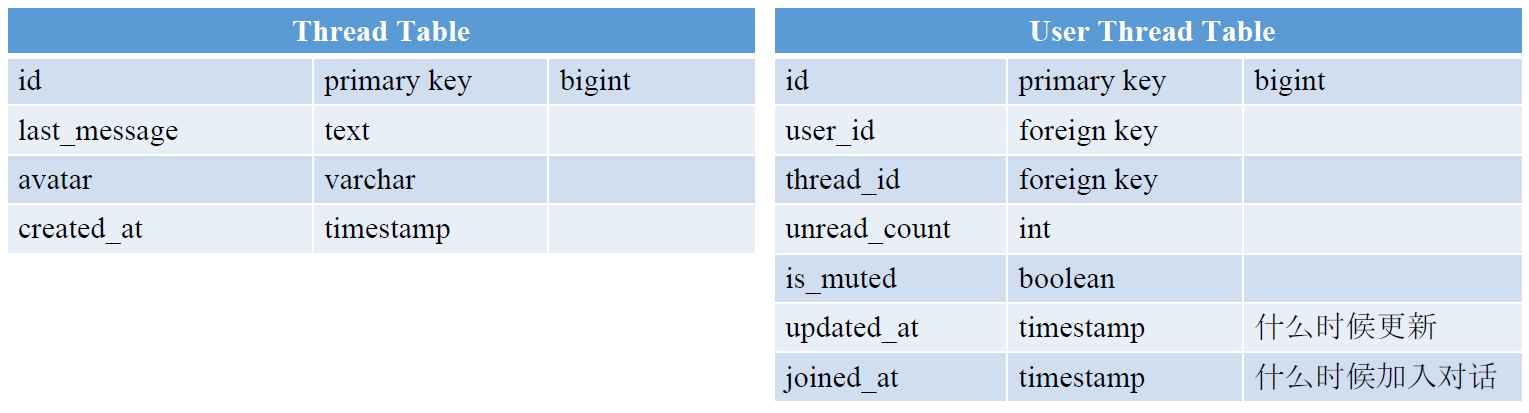 Thread Table
id primary key bigint
last_message text
avatar varchar
created_at timestamp
User Thread Table
id primary key bigint
user_id foreign key
thread_id foreign key
unread_count int
is_muted boolean
updated_at timestamp 什么时候更新
joined_at timestamp 什么时候加入对话